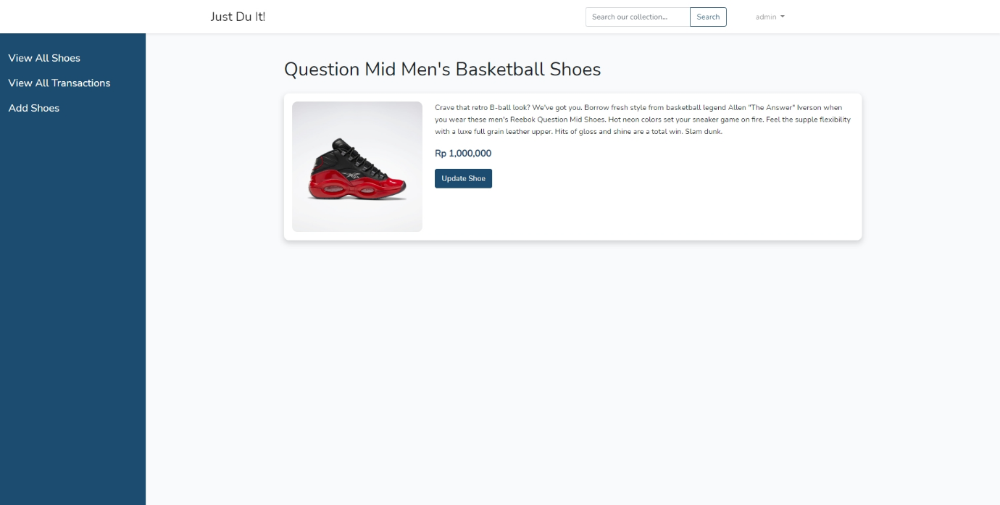 Just Du It!
Search our collection...
Search
admin
View All Shoes
View All Transactions
Add Shoes
Question Mid Men's Basketball Shoes
Crave that retro B-ball look? We've got you. Borrow fresh style from basketball legend Allen "The Answer" Iverson when
you wear these men's Reebok Question Mid Shoes. Hot neon colors set your sneaker game on fire. Feel the supple flexibility
with a luxe full grain leather upper. Hits of gloss and shine are a total win. Slam dunk.
Rp 1,000,000
Update Shoe